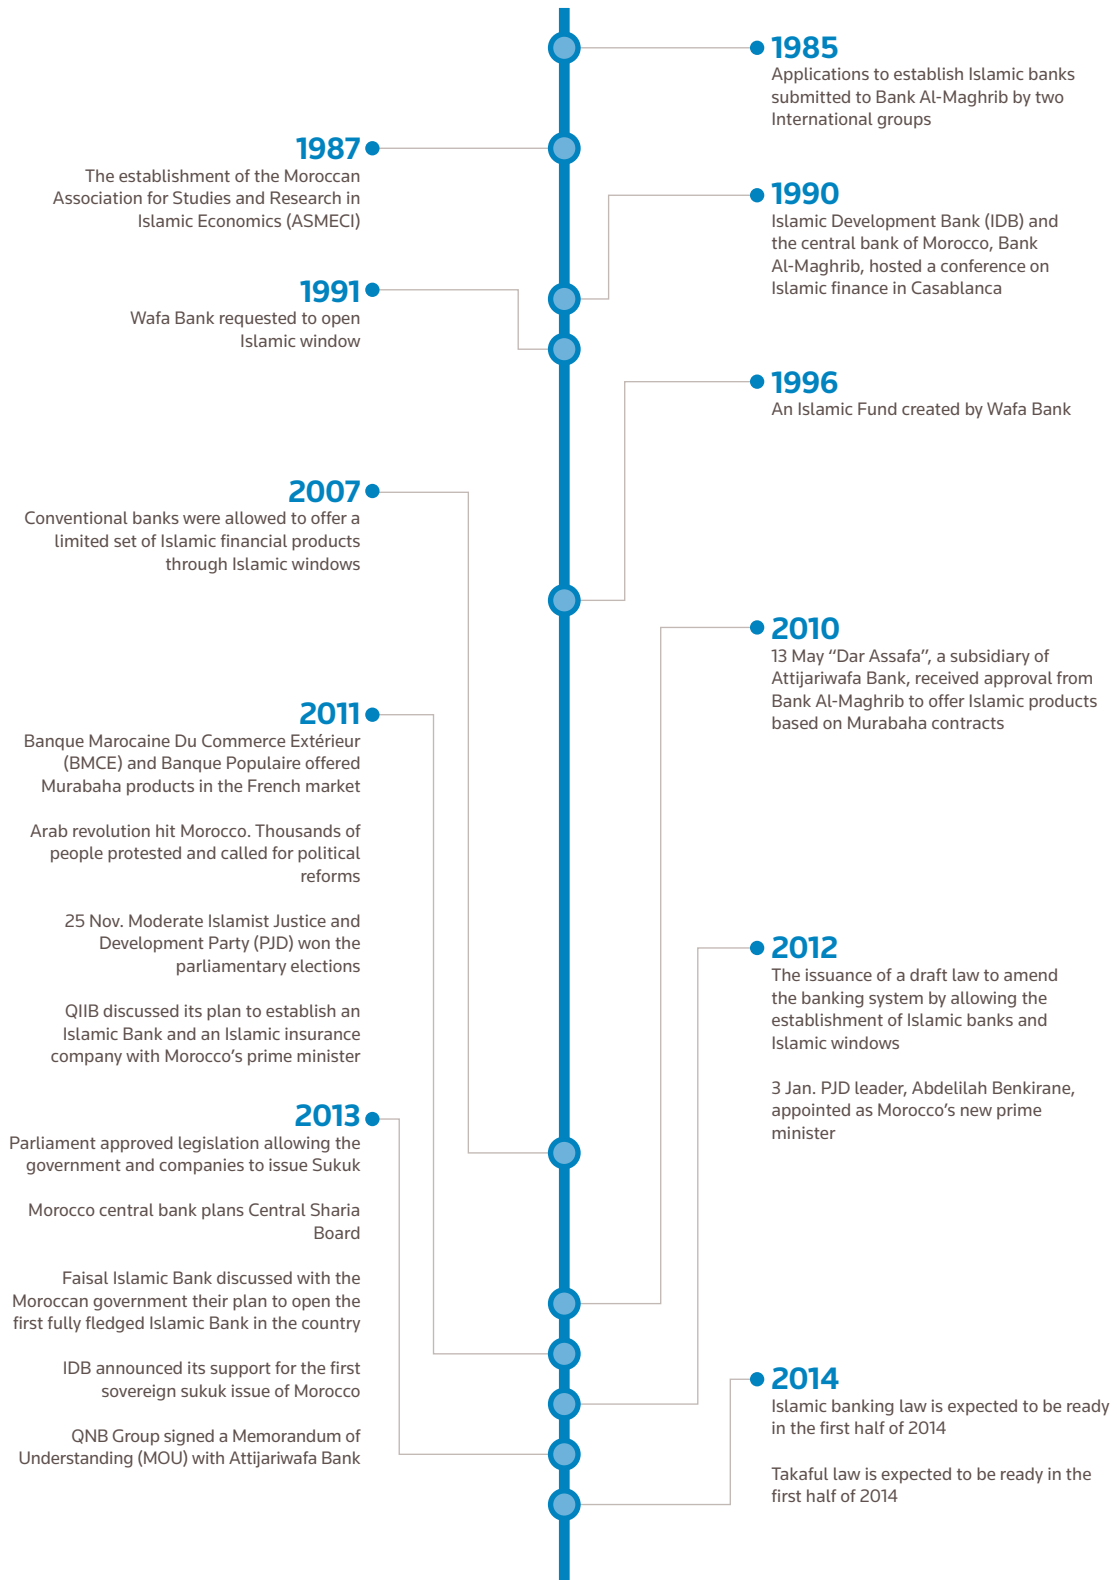 1985
Applications to establish Islamic banks
submitted to Bank Al-Maghrib by two
International groups
1987
The establishment of the Moroccan
Association for Studies and Research in
Islamic Economics (ASMECI)
1990
Islamic Development Bank (IDB) and
the central bank of Morocco, Bank
Al-Maghrib, hosted a conference on
Islamic finance in Casablanca
1991
Wafa Bank requested to open
Islamic window
1996
An Islamic Fund created by Wafa Bank
2007
Conventional banks were allowed to offer a
limited set of Islamic financial products
through Islamic windows
2010
13 May “Dar Assafa”, a subsidiary of
Attijariwafa Bank, received approval from
Bank Al-Maghrib to offer Islamic products
based on Murabaha contracts
2011
Banque Marocaine Du Commerce Extérieur
(BMCE) and Banque Populaire offered
Murabaha products in the French market
Arab revolution hit Morocco. Thousands of
people protested and called for political
reforms
25 Nov. Moderate Islamist Justice and
Development Party (PJD) won the
parliamentary elections
QIIB discussed its plan to establish an
Islamic Bank and an Islamic insurance
company with Morocco’s prime minister
2012
The issuance of a draft law to amend
the banking system by allowing the
establishment of Islamic banks and
Islamic windows
3 Jan. PJD leader, Abdelilah Benkirane,
appointed as Morocco’s new prime
minister
2013
Parliament approved legislation allowing the
government and companies to issue Sukuk
Morocco central bank plans Central Sharia
Board
Faisal Islamic Bank discussed with the
Moroccan government their plan to open the
first fully fledged Islamic Bank in the country
IDB announced its support for the first
sovereign sukuk issue of Morocco
QNB Group signed a Memorandum of
Understanding (MOU) with Attijariwafa Bank
2014
Islamic banking law is expected to be ready
in the first half of 2014
Takaful law is expected to be ready in the
first half of 2014